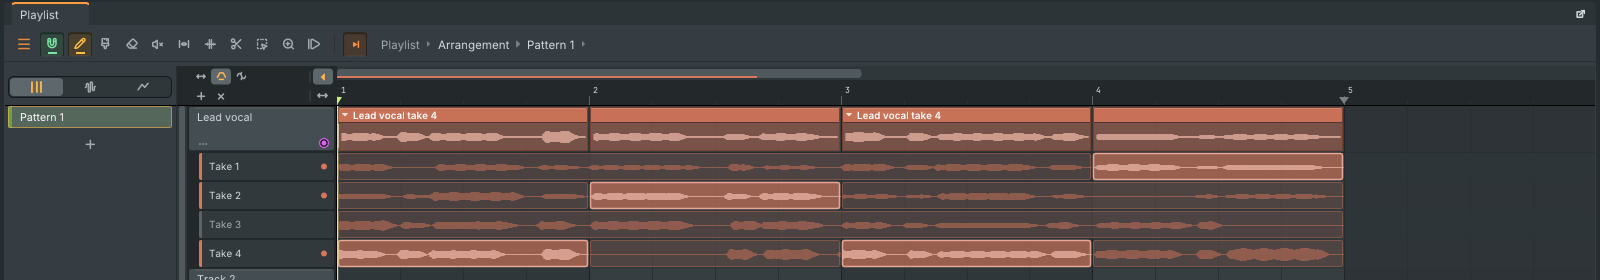 Playlist
Playlist Arrangement Pattern 1
1 2 3 4 5
Pattern 1
Lead vocal
...
Lead vocal take 4
Lead vocal take 4
Take 1
Take 2
Take 3
Take 4
Track 2